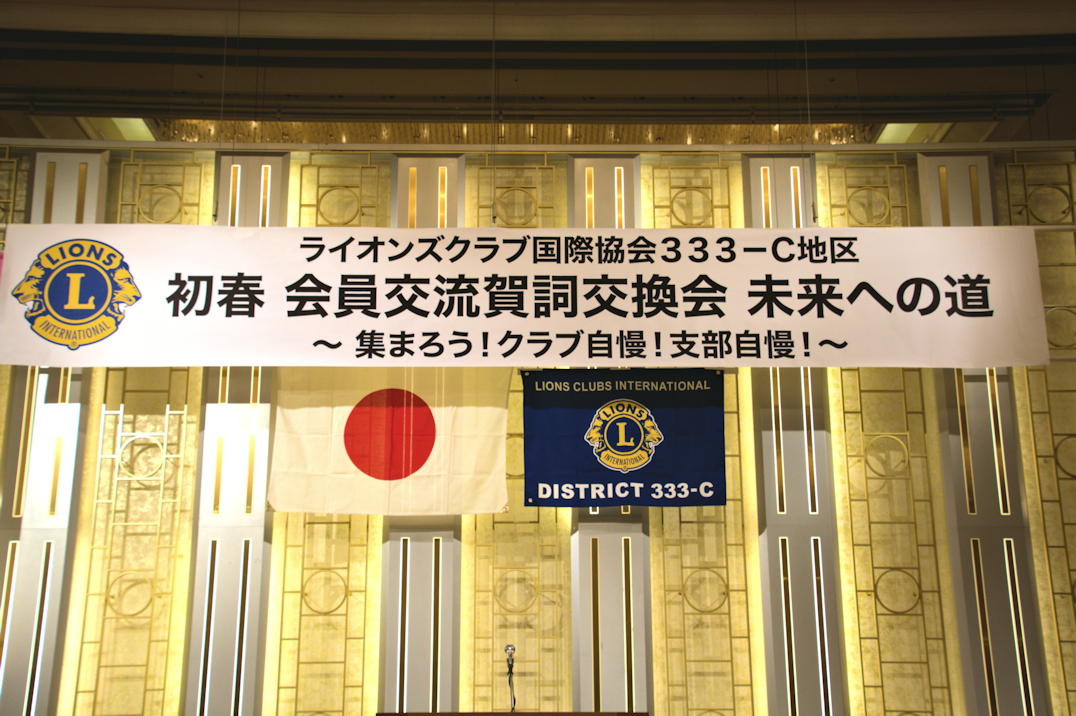 ライオンズクラブ国際協会333-C地区
初春 会員交流賀詞交換会 未来への道
～ 集まろう!クラブ自慢!支部自慢!～
LIONS
L
INTERNATIONAL
LIONS CLUBS INTERNATIONAL
LIONS
L
INTERNATIONAL
DISTRICT 333-C